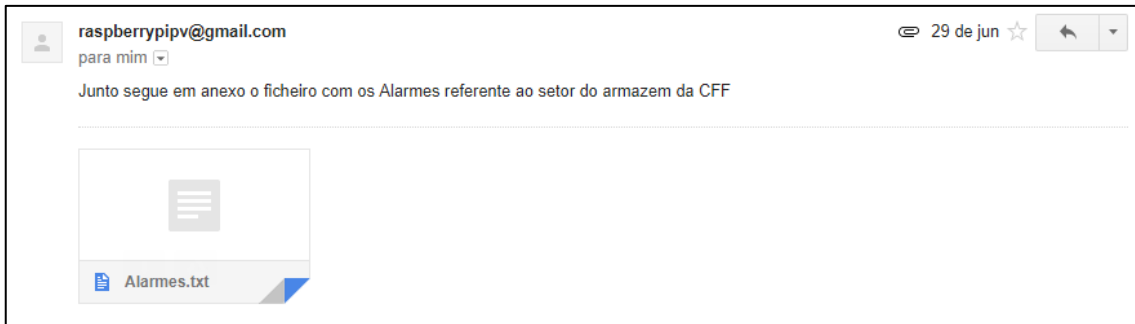 raspberrypipv@gmail.com
29 de jun
para mim
Junto segue em anexo o ficheiro com os Alarmes referente ao setor do armazem da CFF
Alarmes.txt